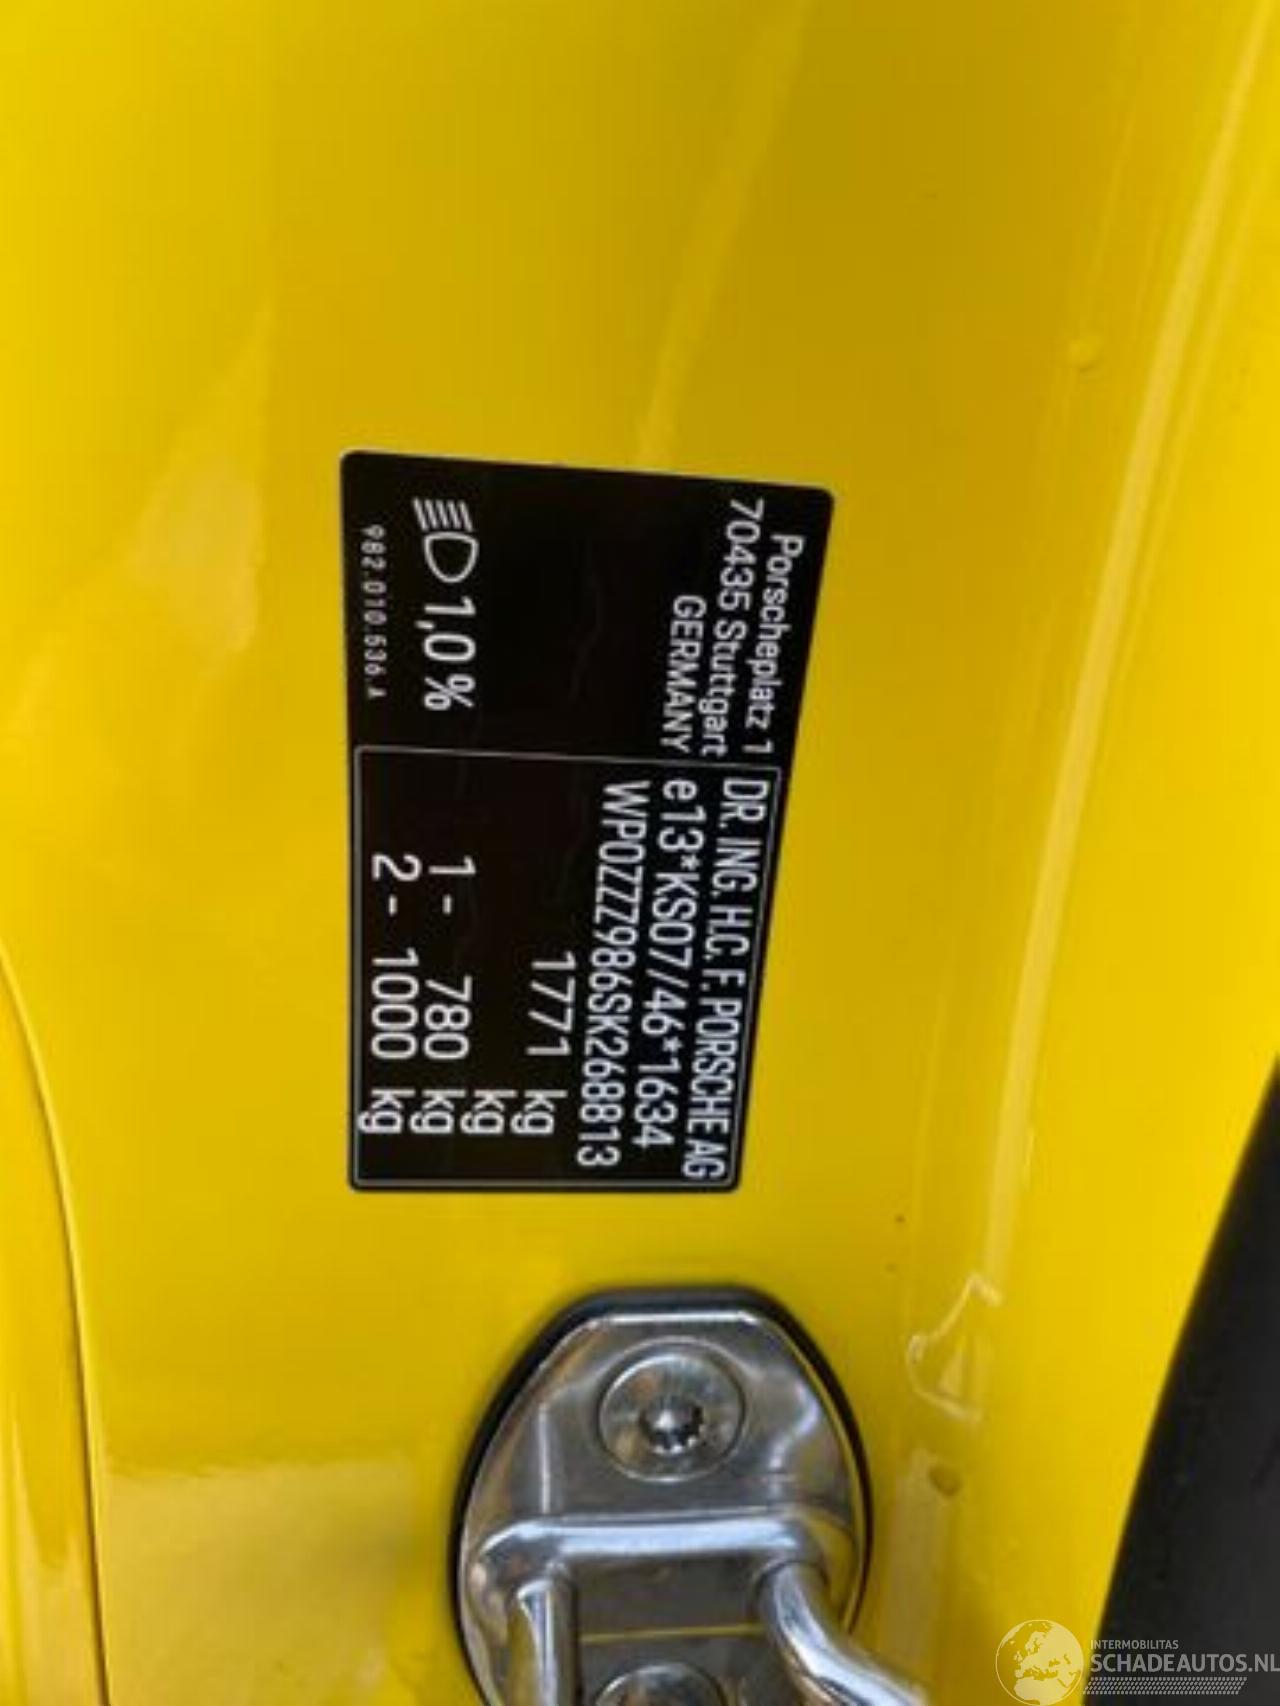 Porscheplatz 1
70435 Stuttgart
GERMANY
1,0 %
982.010.536.A
DR. ING. H.C. F. PORSCHE AG
e13*KS07/46*1634
WP0ZZZ986SK268813
1771 kg
kg
1- 780 kg
2- 1000 kg
INTERMOBILITAS
SCHADEAUTOS.NL